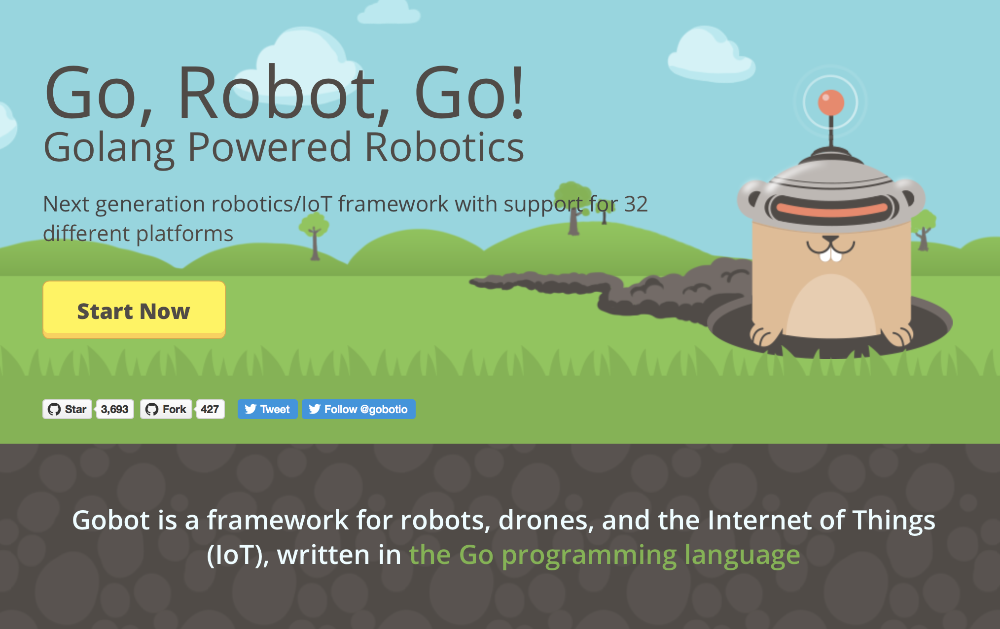 Go, Robot, Go!
Golang Powered Robotics
Next generation robotics/IoT framework with support for 32
different platforms
Start Now
Star 3,693 Fork 427 Tweet Follow @gobotio
Gobot is a framework for robots, drones, and the Internet of Things
(IoT), written in the Go programming language